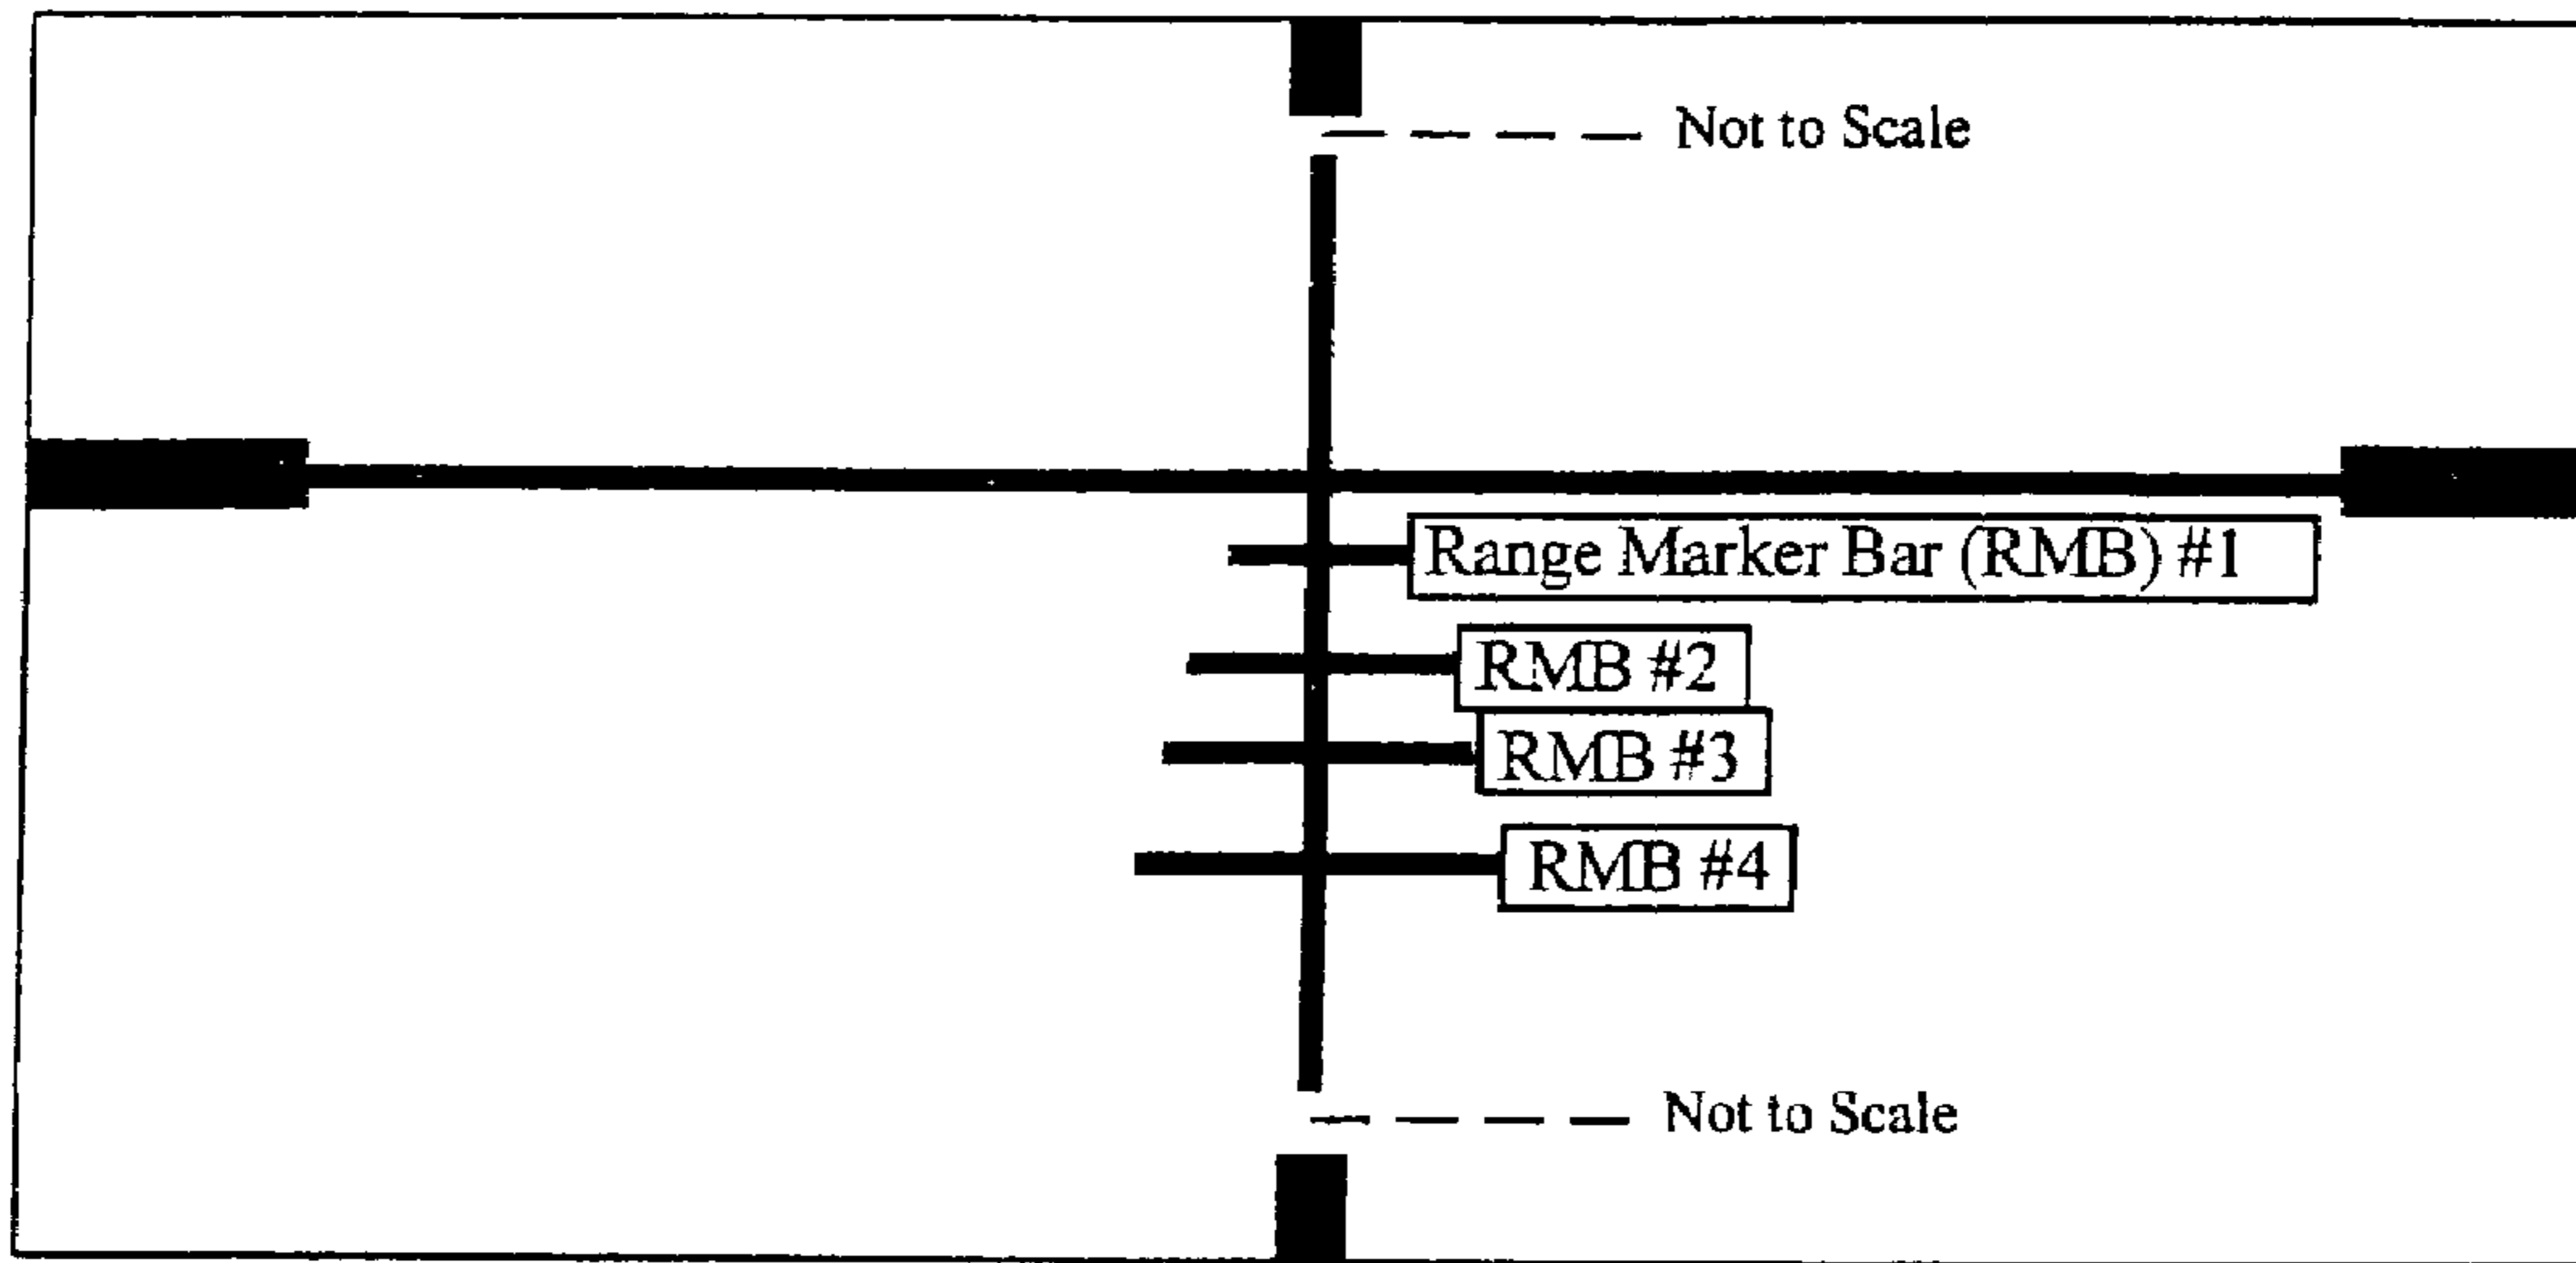 Not to Scale
Range Marker Bar (RMB) #1
RMB #2
RMB #3
RMB #4
Not to Scale